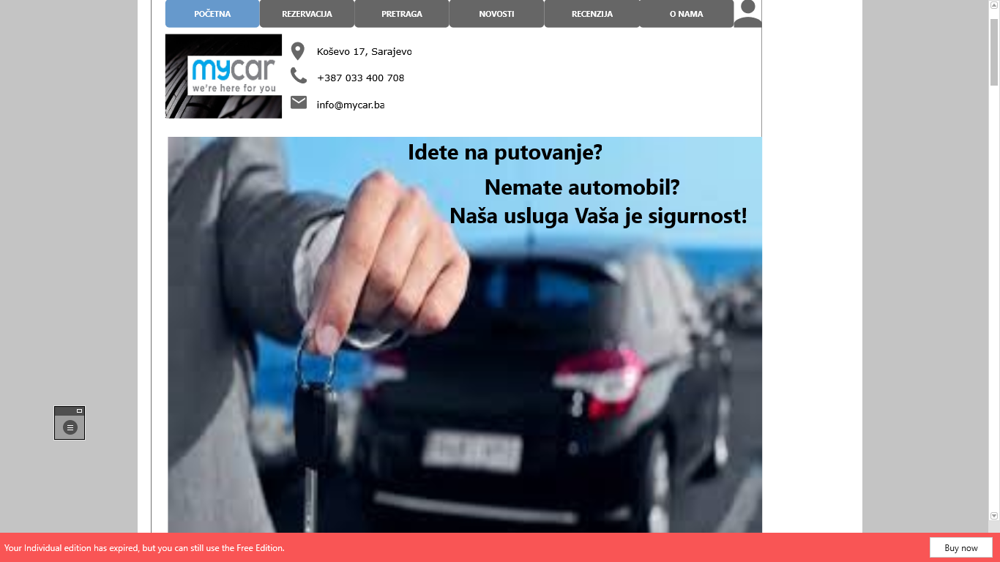 POČETNA
REZERVACIJA
PRETRAGA
NOVOSTI
RECENZIJA
O NAMA
mycar
we're here for you
Koševo 17, Sarajevo
+387 033 400 708
info@mycar.ba
Idete na putovanje?
Nemate automobil?
Naša usluga Vaša je sigurnost!
Your Individual edition has expired, but you can still use the Free Edition.
Buy now